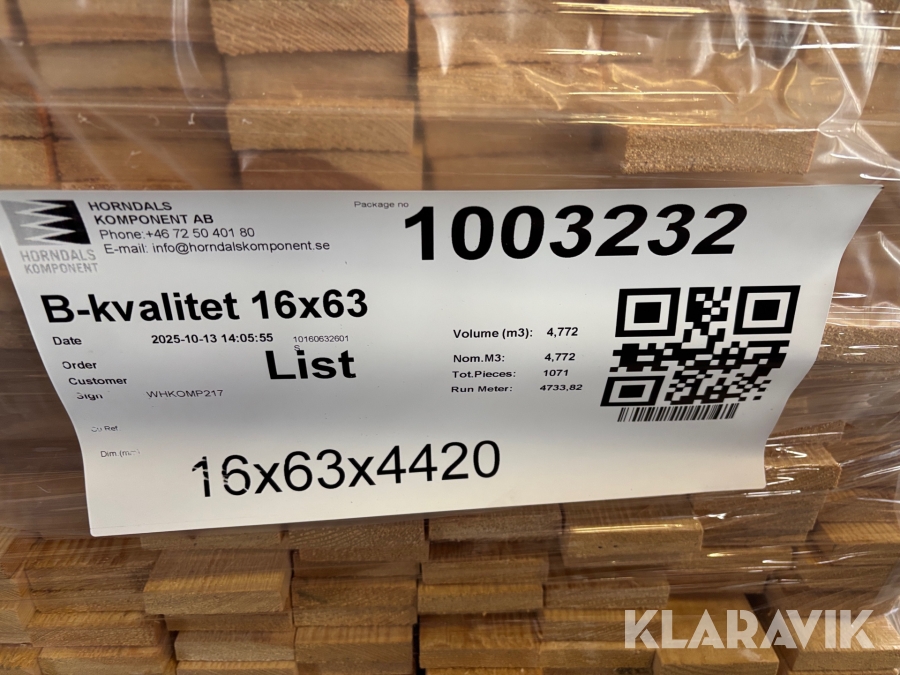 HORNDALS
KOMPONENT AB
Phone:+46 72 50 401 80
E-mail: info@horndalskomponent.se
HORNDALS
KOMPONENT
Package no
1003232
B-kvalitet 16x63
Date 2025-10-13 14:05:55 10160632601
S
Order List
Customer
Sign WHKOMP217
Volume (m3): 4,772
Nom.M3: 4,772
Tot.Pieces: 1071
Run Meter: 4733,82
Ref
Dim.
16x63x4420
KLARAVIK